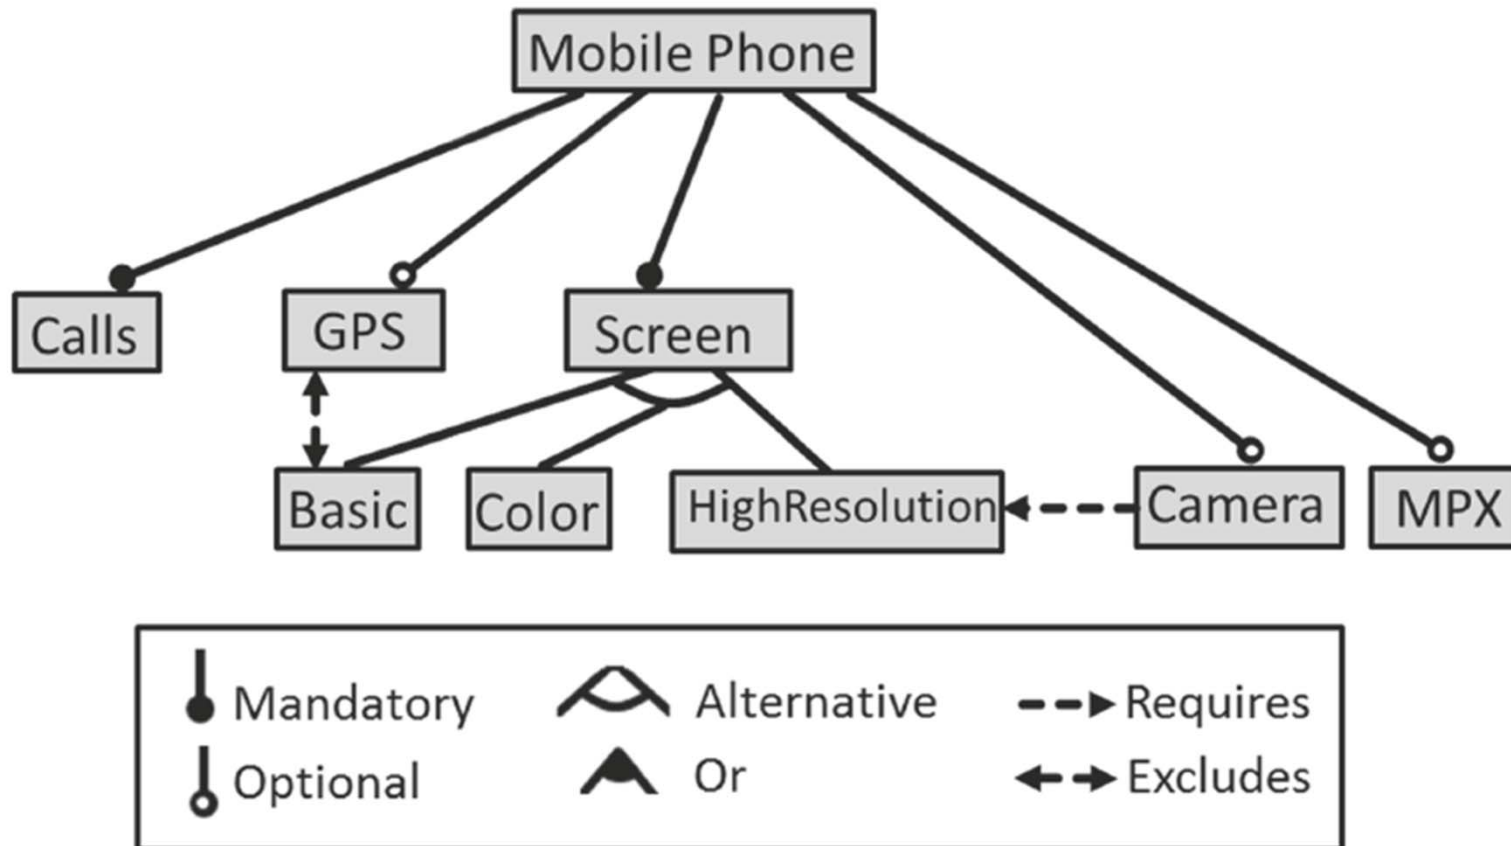 Mobile Phone
Calls
GPS
Screen
Basic
Color
HighResolution
Camera
MPX
Mandatory
Alternative
Requires
Optional
Or
Excludes